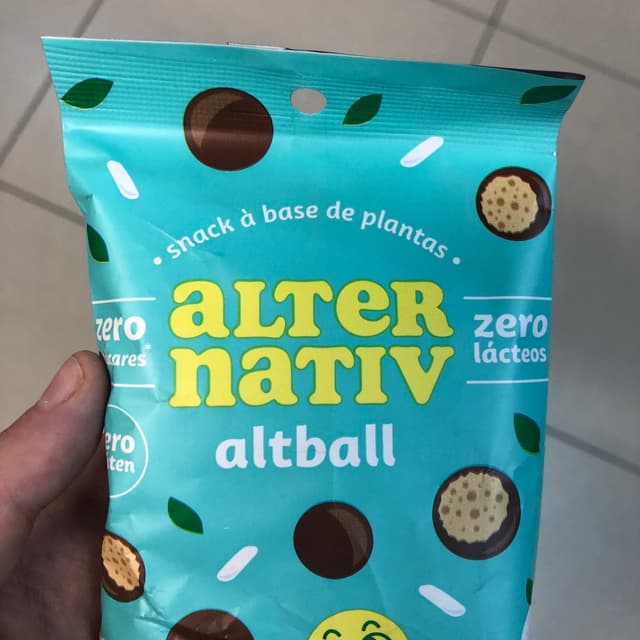 snack à base de plantas
alter
nativ
altball
zero
zero
lácteos